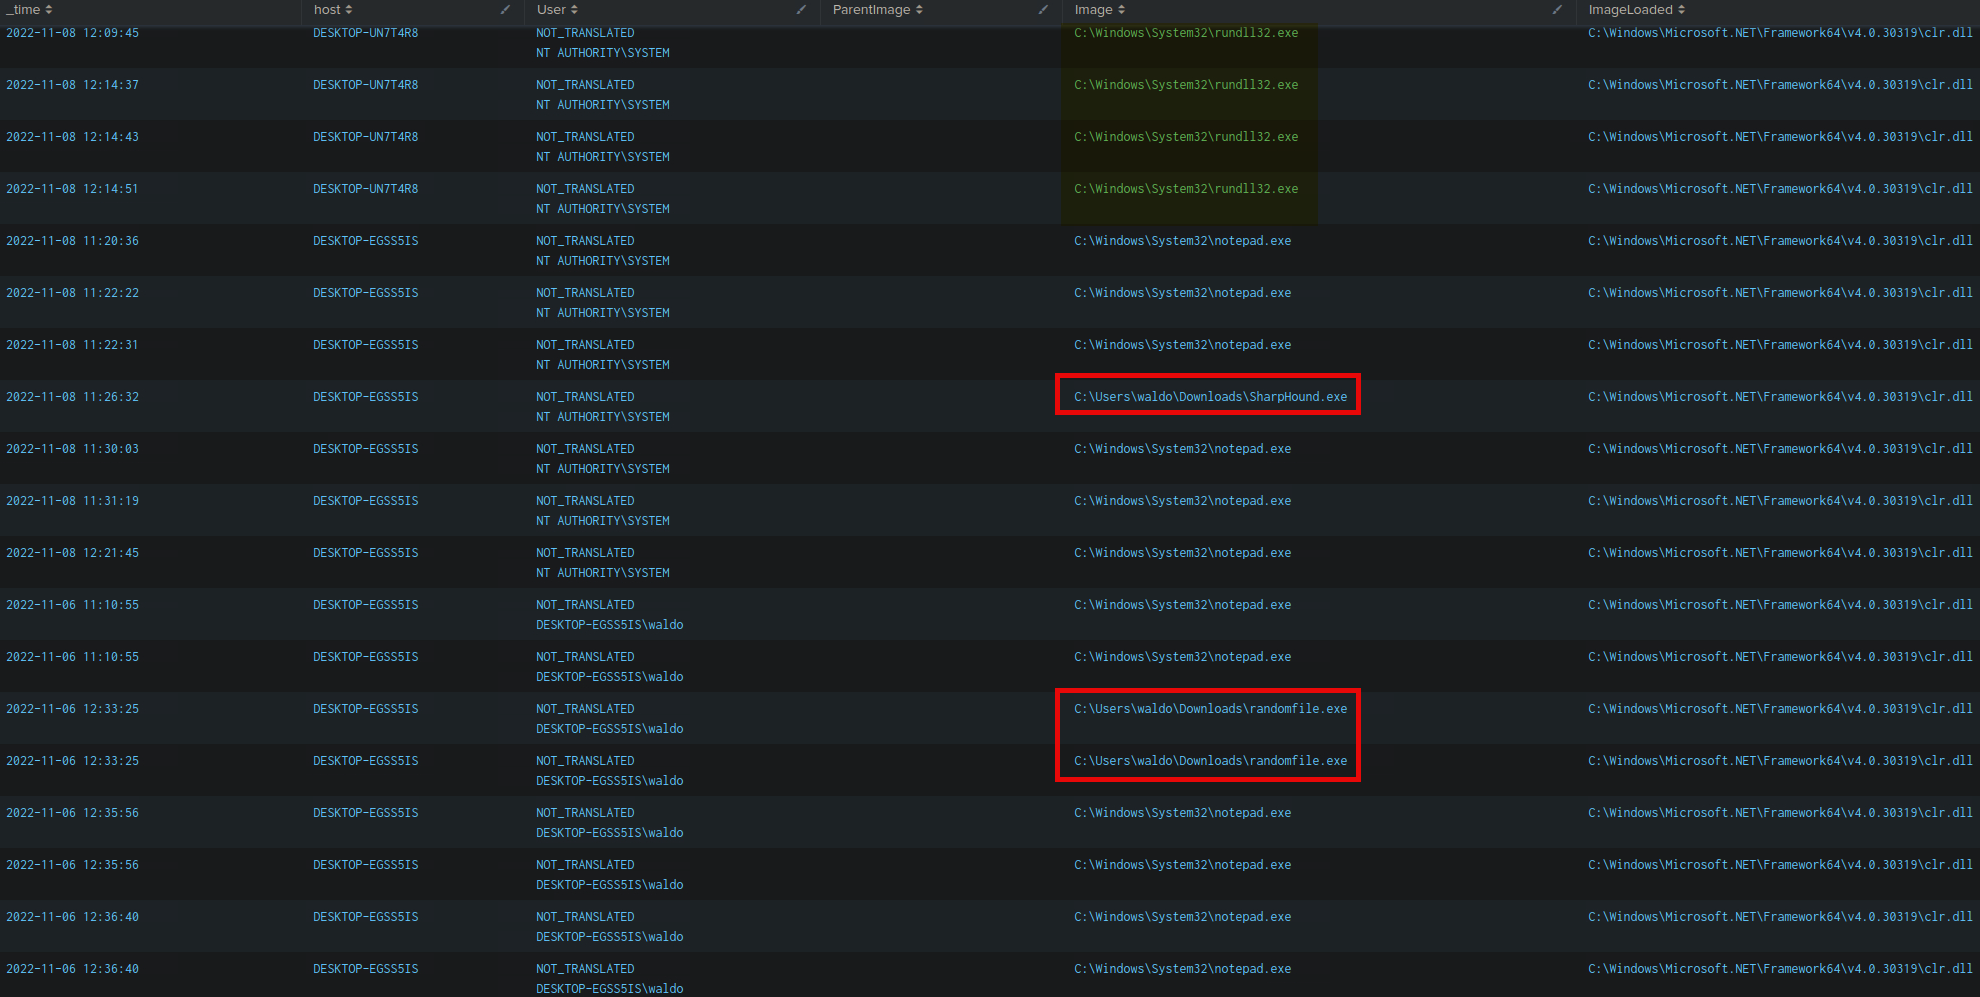 _time host User ParentImage Image ImageLoaded
2022-11-08 12:09:45 DESKTOP-UN7T4R8 NOT_TRANSLATED C:\Windows\System32\rundll32.exe C:\Windows\Microsoft.NET\Framework64\v4.0.30319\clr.dll
NT AUTHORITY\SYSTEM
2022-11-08 12:14:37 DESKTOP-UN7T4R8 NOT_TRANSLATED C:\Windows\System32\rundll32.exe C:\Windows\Microsoft.NET\Framework64\v4.0.30319\clr.dll
NT AUTHORITY\SYSTEM
2022-11-08 12:14:43 DESKTOP-UN7T4R8 NOT_TRANSLATED C:\Windows\System32\rundll32.exe C:\Windows\Microsoft.NET\Framework64\v4.0.30319\clr.dll
NT AUTHORITY\SYSTEM
2022-11-08 12:14:51 DESKTOP-UN7T4R8 NOT_TRANSLATED C:\Windows\System32\rundll32.exe C:\Windows\Microsoft.NET\Framework64\v4.0.30319\clr.dll
NT AUTHORITY\SYSTEM
2022-11-08 11:20:36 DESKTOP-EGSS5IS NOT_TRANSLATED C:\Windows\System32\notepad.exe C:\Windows\Microsoft.NET\Framework64\v4.0.30319\clr.dll
NT AUTHORITY\SYSTEM
2022-11-08 11:22:22 DESKTOP-EGSS5IS NOT_TRANSLATED C:\Windows\System32\notepad.exe C:\Windows\Microsoft.NET\Framework64\v4.0.30319\clr.dll
NT AUTHORITY\SYSTEM
2022-11-08 11:22:31 DESKTOP-EGSS5IS NOT_TRANSLATED C:\Windows\System32\notepad.exe C:\Windows\Microsoft.NET\Framework64\v4.0.30319\clr.dll
NT AUTHORITY\SYSTEM
2022-11-08 11:26:32 DESKTOP-EGSS5IS NOT_TRANSLATED C:\Users\waldo\Downloads\SharpHound.exe C:\Windows\Microsoft.NET\Framework64\v4.0.30319\clr.dll
NT AUTHORITY\SYSTEM
2022-11-08 11:30:03 DESKTOP-EGSS5IS NOT_TRANSLATED C:\Windows\System32\notepad.exe C:\Windows\Microsoft.NET\Framework64\v4.0.30319\clr.dll
NT AUTHORITY\SYSTEM
2022-11-08 11:31:19 DESKTOP-EGSS5IS NOT_TRANSLATED C:\Windows\System32\notepad.exe C:\Windows\Microsoft.NET\Framework64\v4.0.30319\clr.dll
NT AUTHORITY\SYSTEM
2022-11-08 12:21:45 DESKTOP-EGSS5IS NOT_TRANSLATED C:\Windows\System32\notepad.exe C:\Windows\Microsoft.NET\Framework64\v4.0.30319\clr.dll
NT AUTHORITY\SYSTEM
2022-11-06 11:10:55 DESKTOP-EGSS5IS NOT_TRANSLATED C:\Windows\System32\notepad.exe C:\Windows\Microsoft.NET\Framework64\v4.0.30319\clr.dll
DESKTOP-EGSS5IS\waldo
2022-11-06 11:10:55 DESKTOP-EGSS5IS NOT_TRANSLATED C:\Windows\System32\notepad.exe C:\Windows\Microsoft.NET\Framework64\v4.0.30319\clr.dll
DESKTOP-EGSS5IS\waldo
2022-11-06 12:33:25 DESKTOP-EGSS5IS NOT_TRANSLATED C:\Users\waldo\Downloads\randomfile.exe C:\Windows\Microsoft.NET\Framework64\v4.0.30319\clr.dll
DESKTOP-EGSS5IS\waldo
2022-11-06 12:33:25 DESKTOP-EGSS5IS NOT_TRANSLATED C:\Users\waldo\Downloads\randomfile.exe C:\Windows\Microsoft.NET\Framework64\v4.0.30319\clr.dll
DESKTOP-EGSS5IS\waldo
2022-11-06 12:35:56 DESKTOP-EGSS5IS NOT_TRANSLATED C:\Windows\System32\notepad.exe C:\Windows\Microsoft.NET\Framework64\v4.0.30319\clr.dll
DESKTOP-EGSS5IS\waldo
2022-11-06 12:35:56 DESKTOP-EGSS5IS NOT_TRANSLATED C:\Windows\System32\notepad.exe C:\Windows\Microsoft.NET\Framework64\v4.0.30319\clr.dll
DESKTOP-EGSS5IS\waldo
2022-11-06 12:36:40 DESKTOP-EGSS5IS NOT_TRANSLATED C:\Windows\System32\notepad.exe C:\Windows\Microsoft.NET\Framework64\v4.0.30319\clr.dll
DESKTOP-EGSS5IS\waldo
2022-11-06 12:36:40 DESKTOP-EGSS5IS NOT_TRANSLATED C:\Windows\System32\notepad.exe C:\Windows\Microsoft.NET\Framework64\v4.0.30319\clr.dll
DESKTOP-EGSS5IS\waldo